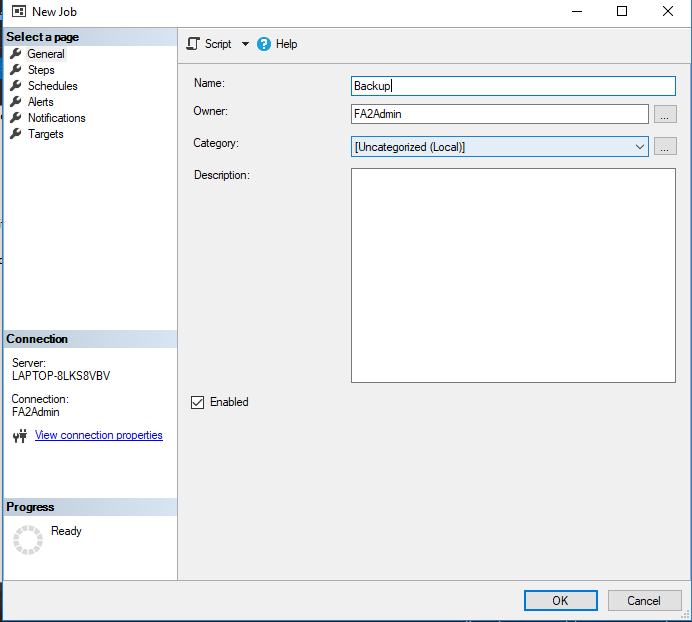 New Job
Select a page
General
Steps
Schedules
Alerts
Notifications
Targets
Connection
Server:
LAPTOP-8LKS8VBV
Connection:
FA2Admin
View connection properties
Progress
Ready
Script
Help
Name:
Backup
Owner:
FA2Admin
...
Category:
[Uncategorized (Local)]
...
Description:
Enabled
OK
Cancel